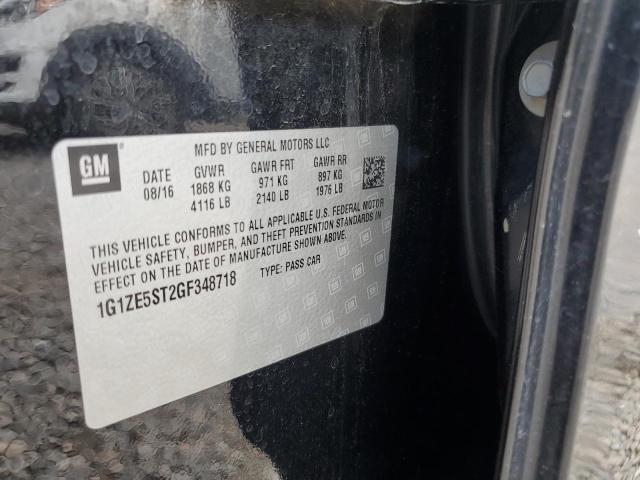 GM
MFD BY GENERAL MOTORS LLC
DATE GVWR GAWR FRT GAWR RR
08/16 1868 KG 971 KG 897 KG
4116 LB 2140 LB 1976 LB
THIS VEHICLE CONFORMS TO ALL APPLICABLE U.S. FEDERAL MOTOR
VEHICLE SAFETY, BUMPER, AND THEFT PREVENTION STANDARDS IN
EFFECT ON THE DATE OF MANUFACTURE SHOWN ABOVE.
1G1ZE5ST2GF348718 TYPE: PASS CAR